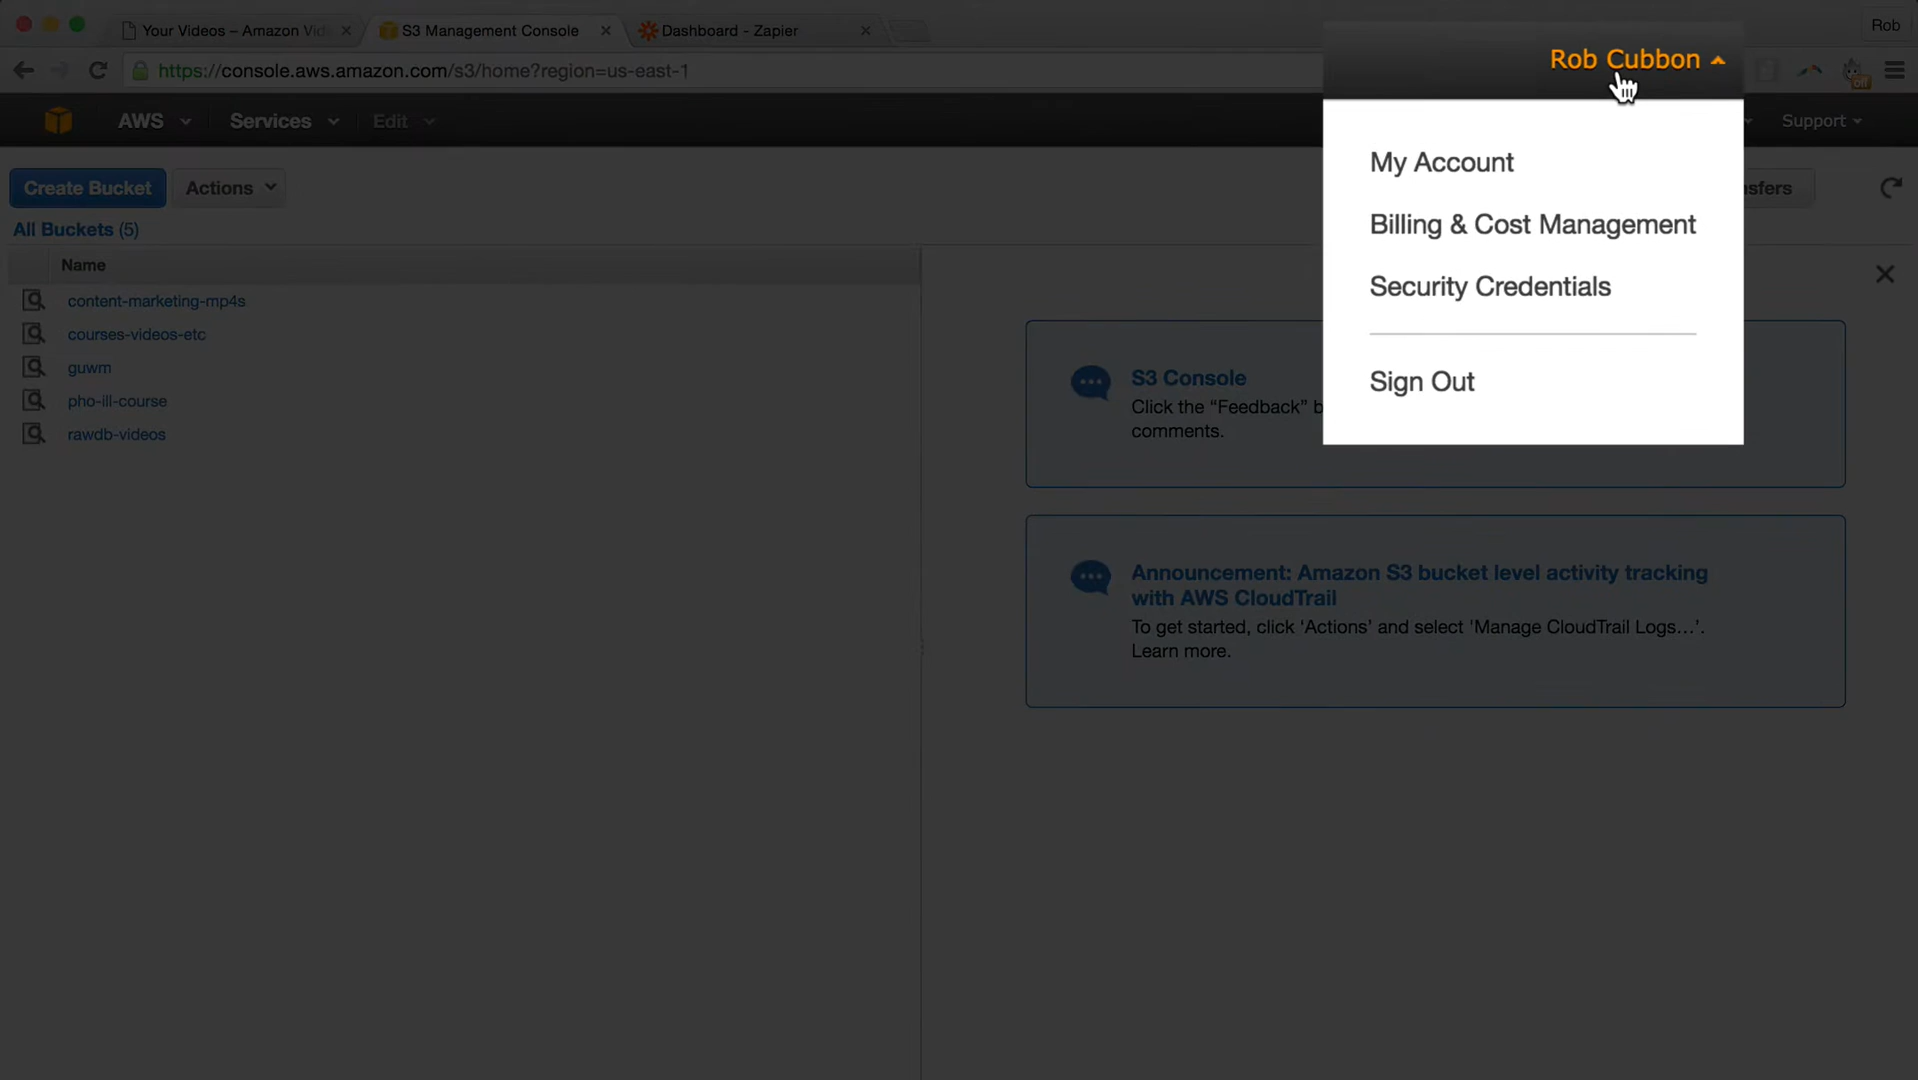 Your Videos – Amazon Vid
S3 Management Console
Dashboard - Zapier
Rob
https://console.aws.amazon.com/s3/home?region=us-east-1
Rob Cubbon
AWS
Services
Edit
Support
My Account
Billing & Cost Management
Security Credentials
Sign Out
Create Bucket
Actions
sfers
All Buckets (5)
Name
content-marketing-mp4s
courses-videos-etc
guwm
pho-ill-course
rawdb-videos
S3 Console
Click the “Feedback” b
comments.
Announcement: Amazon S3 bucket level activity tracking
with AWS CloudTrail
To get started, click ‘Actions’ and select ‘Manage CloudTrail Logs...’.
Learn more.
off